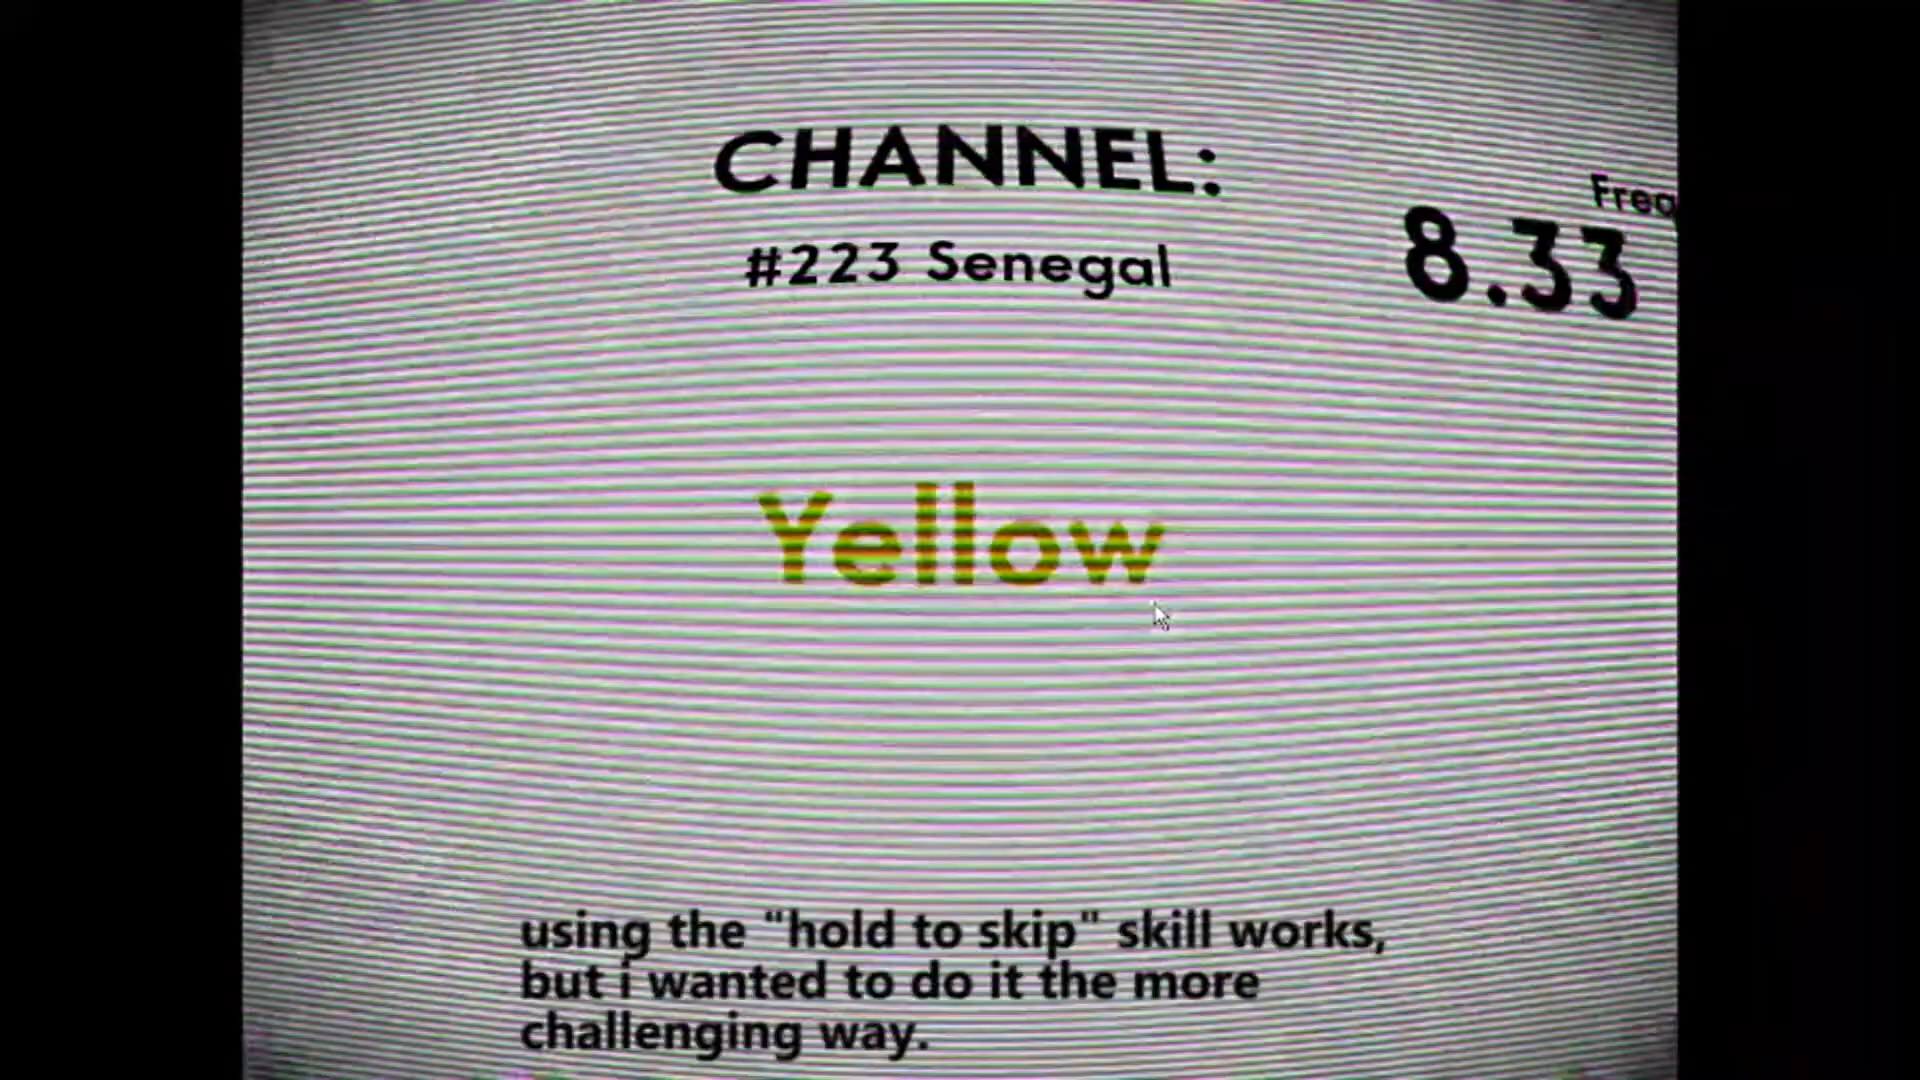 CHANNEL:
#223 Senegal
Freq
8.33
Yellow
using the "hold to skip" skill works,
but i wanted to do it the more
challenging way.